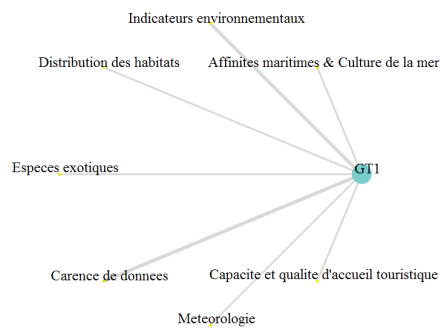 Indicateurs environnementaux
Distribution des habitats
Affinites maritimes & Culture de la mer
Especes exotiques
GT1
Carence de donnees
Capacite et qualite d'accueil touristique
Meteorologie